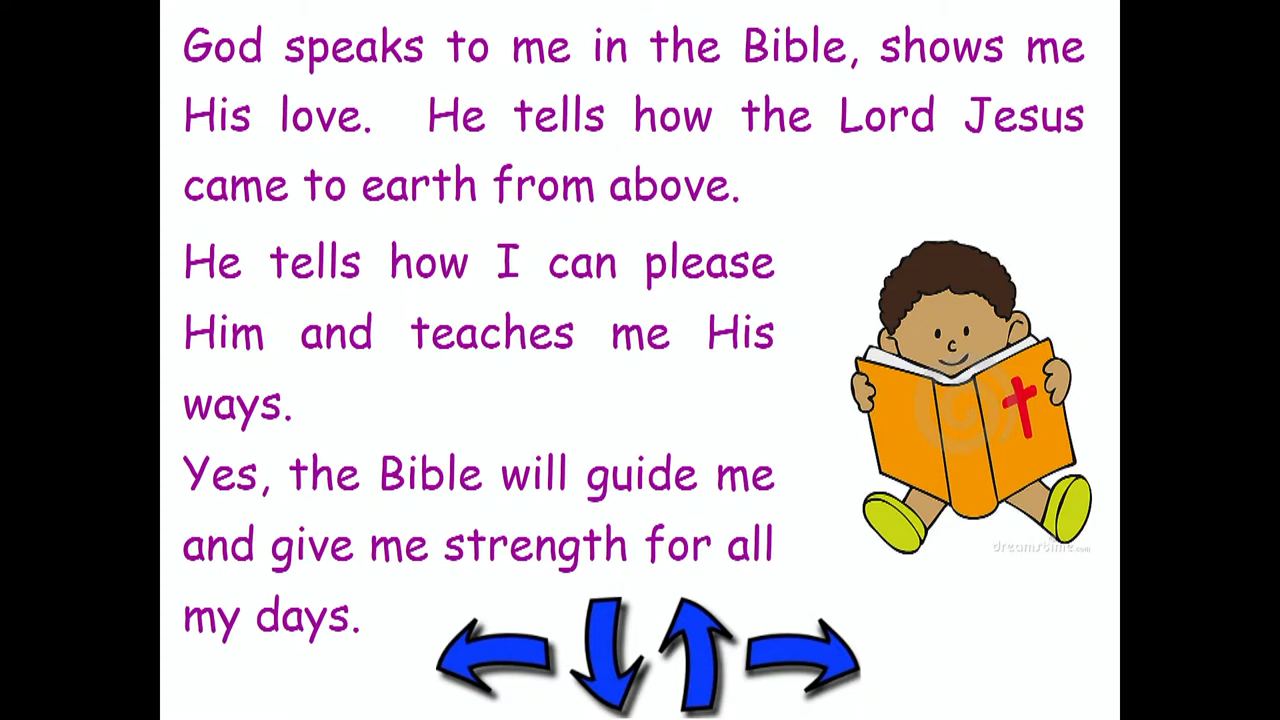 God speaks to me in the Bible, shows me
His love. He tells how the Lord Jesus
came to earth from above.
He tells how I can please
Him and teaches me His
ways.
Yes, the Bible will guide me
and give me strength for all
my days.
dreamstime.com